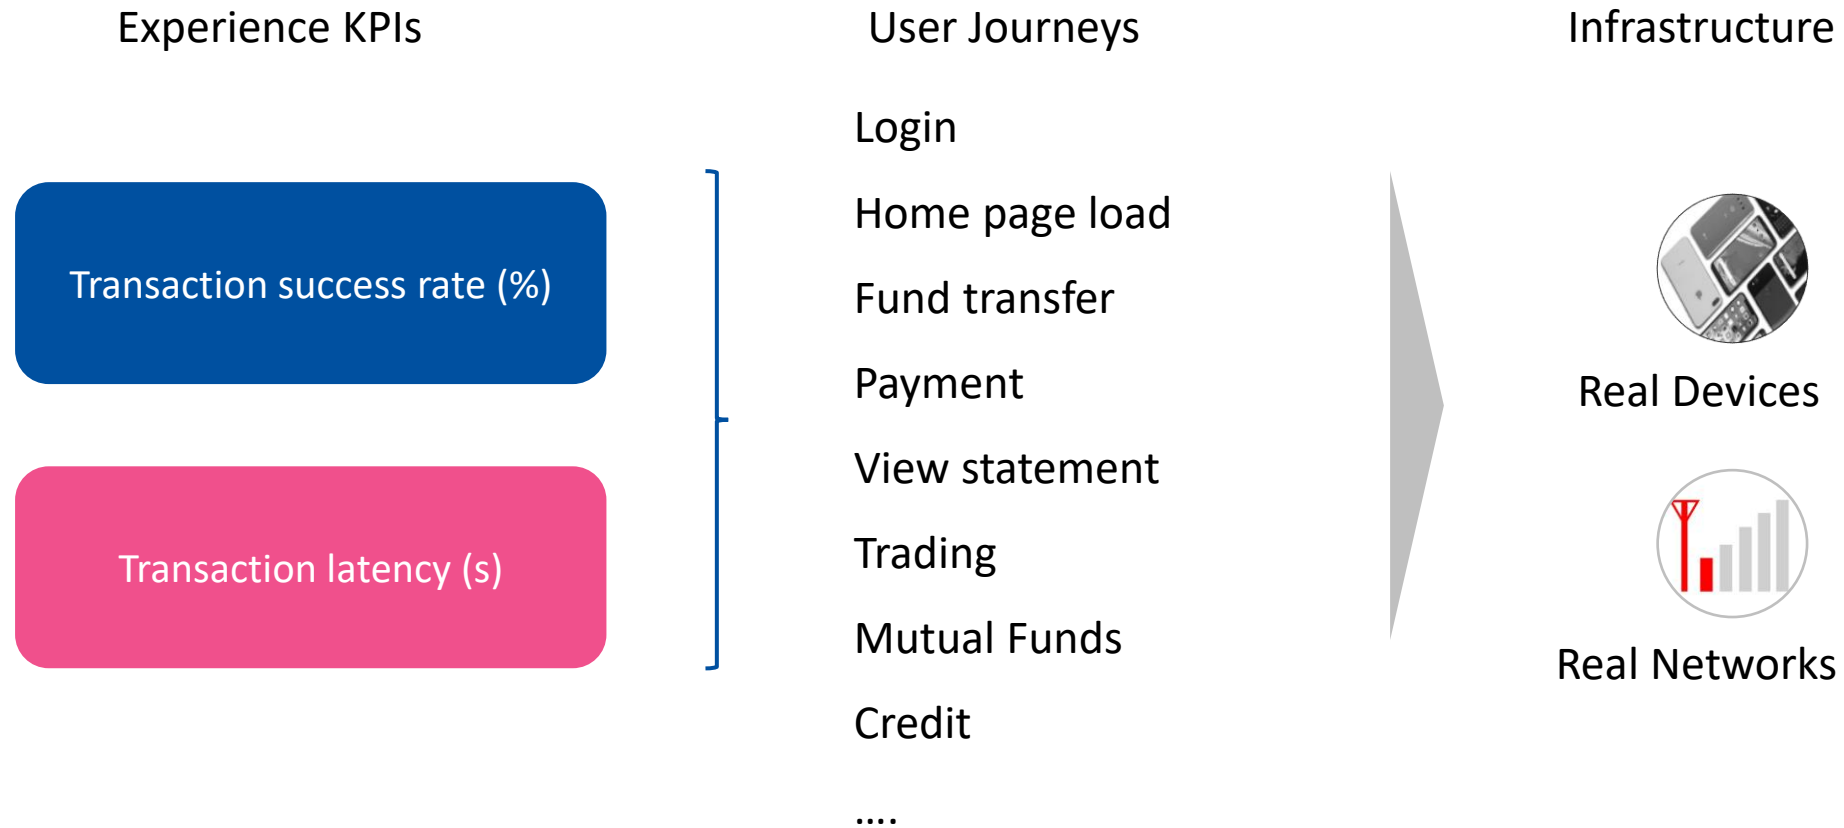 Experience KPIs
User Journeys
Infrastructure
Transaction success rate (%)
Transaction latency (s)
Login
Home page load
Fund transfer
Payment
View statement
Trading
Mutual Funds
Credit
....
Real Devices
Real Networks